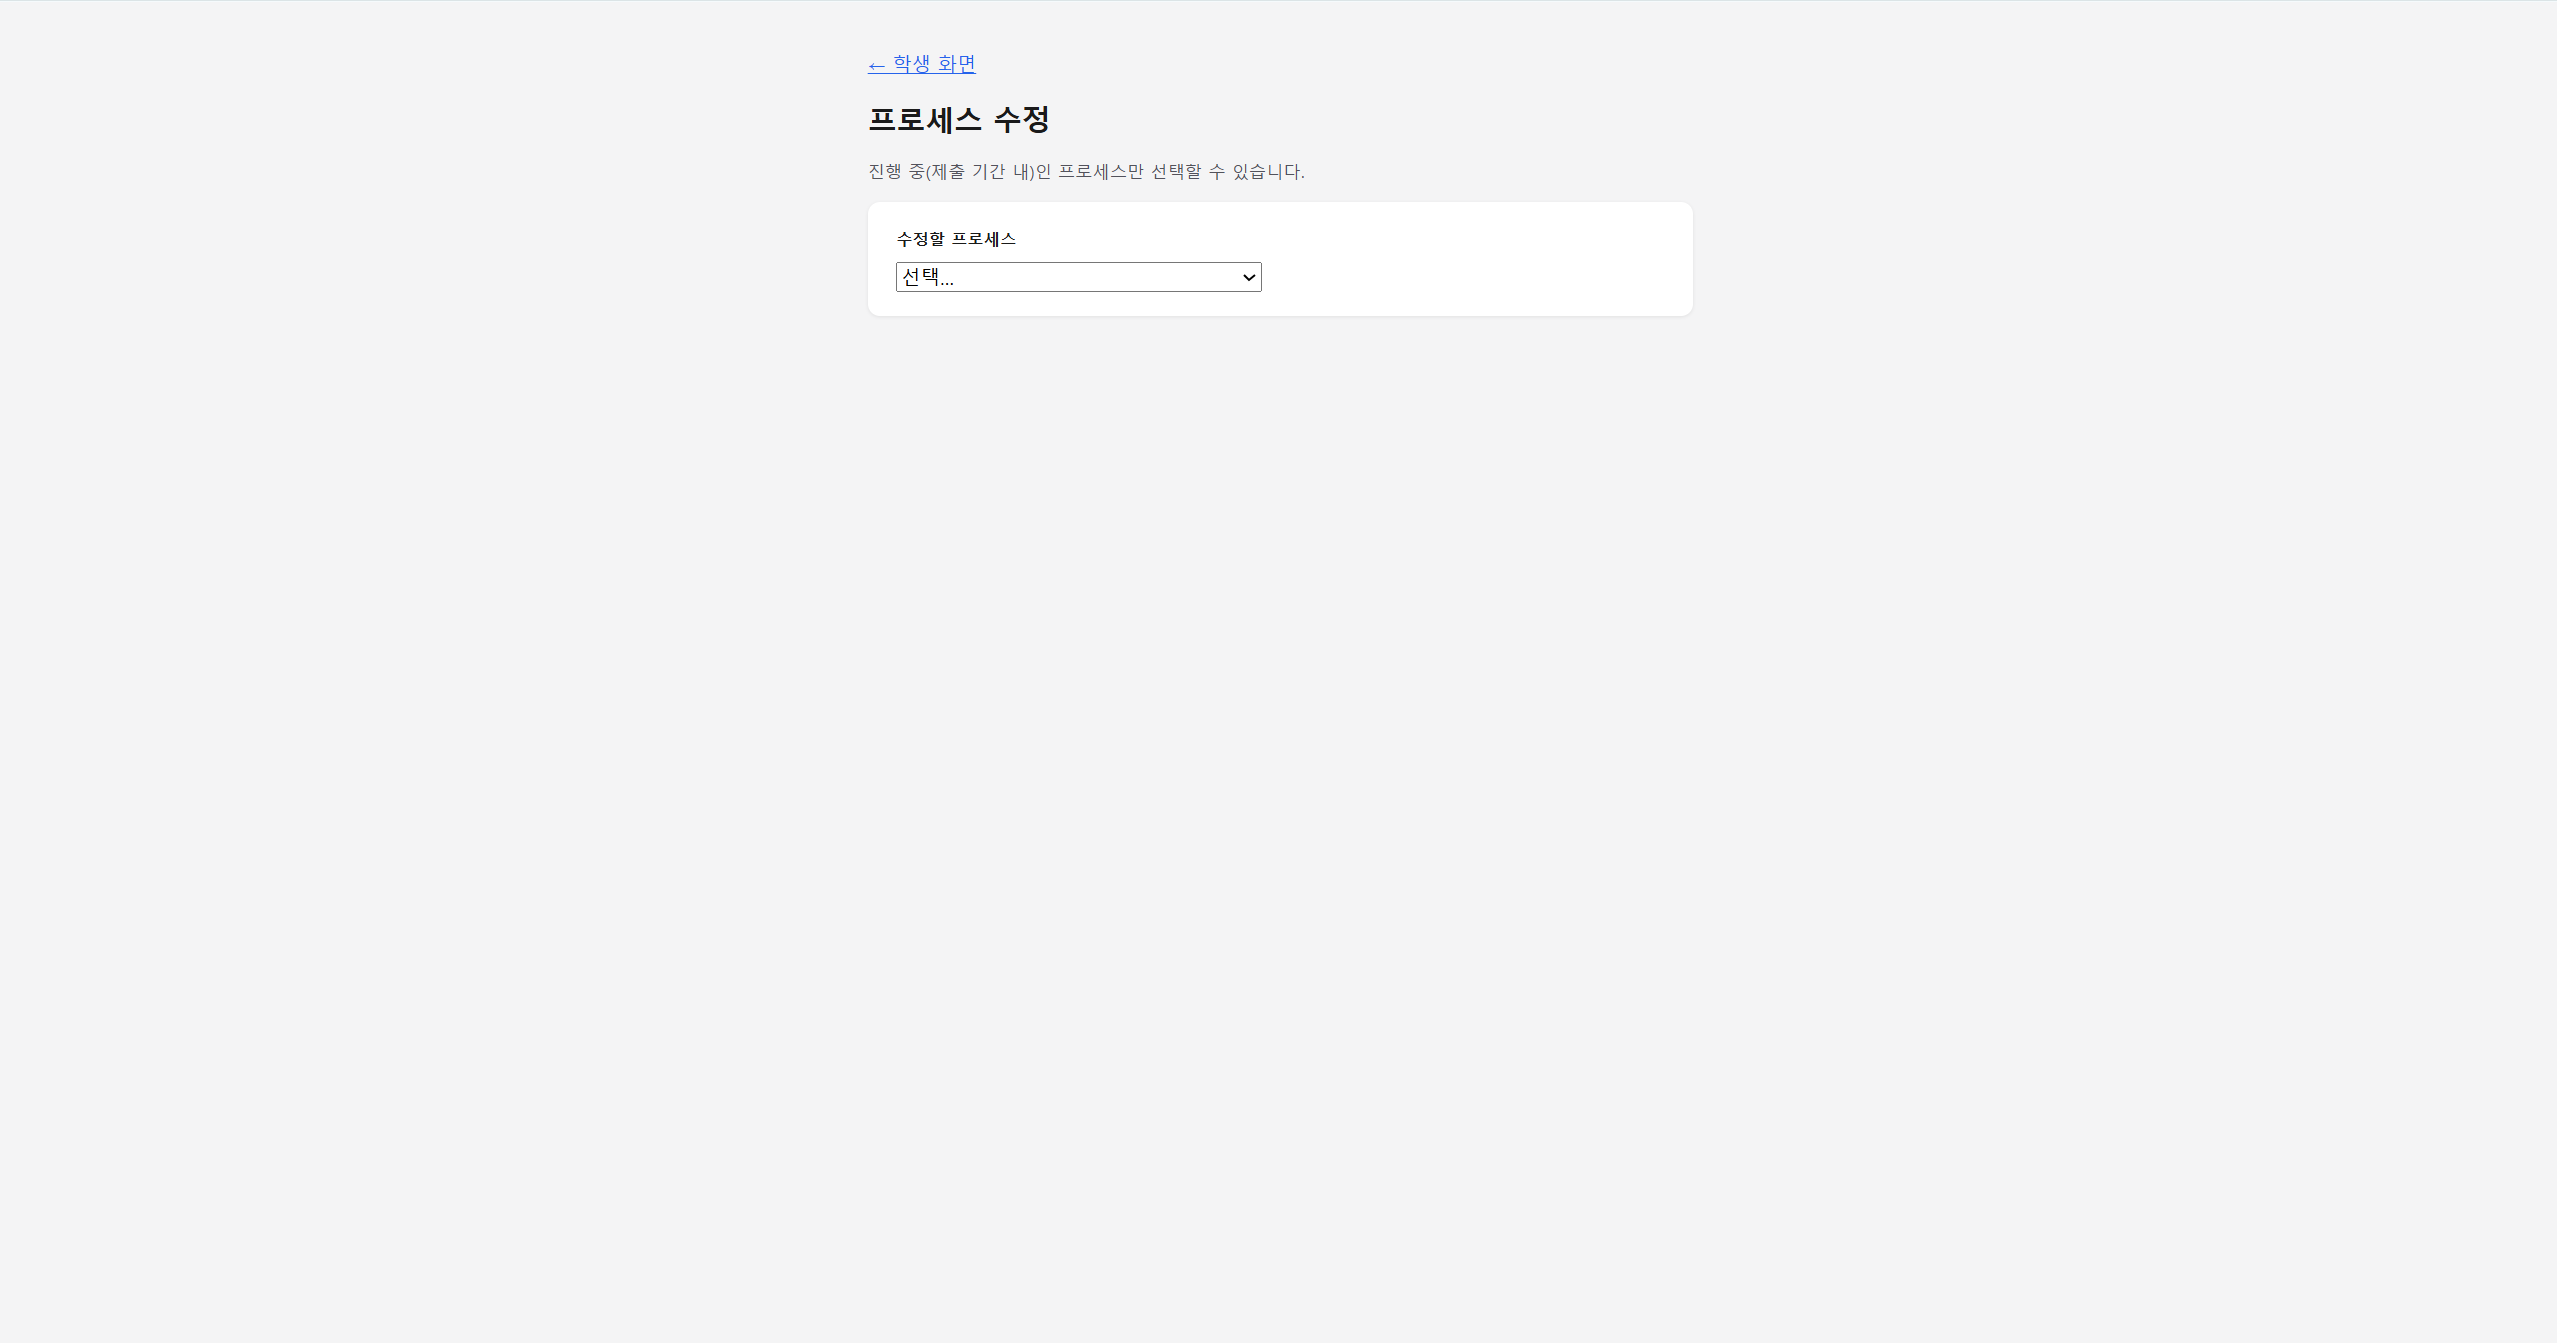 ← 학생 화면
프로세스 수정
진행 중(제출 기간 내)인 프로세스만 선택할 수 있습니다.
수정할 프로세스
선택...